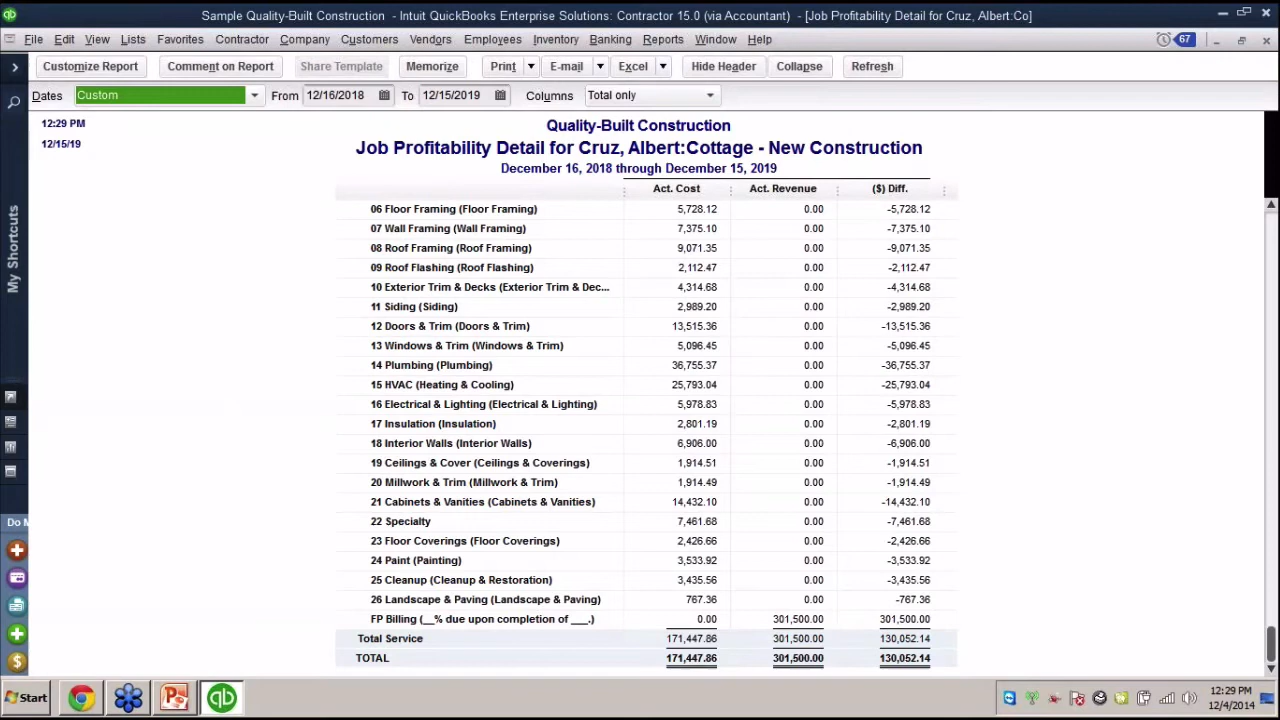 Sample Quality-Built Construction - Intuit QuickBooks Enterprise Solutions: Contractor 15.0 (via Accountant) - [Job Profitability Detail for Cruz, Albert:Co]
File Edit View Lists Favorites Contractor Company Customers Vendors Employees Inventory Banking Reports Window Help 67
Customize Report Comment on Report Share Template Memorize Print E-mail Excel Hide Header Collapse Refresh
Dates Custom From 12/16/2018 To 12/15/2019 Columns Total only
12:29 PM
12/15/19
Quality-Built Construction
Job Profitability Detail for Cruz, Albert:Cottage - New Construction
December 16, 2018 through December 15, 2019
Act. Cost Act. Revenue ($) Diff.
06 Floor Framing (Floor Framing) 5,728.12 0.00 -5,728.12
07 Wall Framing (Wall Framing) 7,375.10 0.00 -7,375.10
08 Roof Framing (Roof Framing) 9,071.35 0.00 -9,071.35
09 Roof Flashing (Roof Flashing) 2,112.47 0.00 -2,112.47
10 Exterior Trim & Decks (Exterior Trim & Dec... 4,314.68 0.00 -4,314.68
11 Siding (Siding) 2,989.20 0.00 -2,989.20
12 Doors & Trim (Doors & Trim) 13,515.36 0.00 -13,515.36
13 Windows & Trim (Windows & Trim) 5,096.45 0.00 -5,096.45
14 Plumbing (Plumbing) 36,755.37 0.00 -36,755.37
15 HVAC (Heating & Cooling) 25,793.04 0.00 -25,793.04
16 Electrical & Lighting (Electrical & Lighting) 5,978.83 0.00 -5,978.83
17 Insulation (Insulation) 2,801.19 0.00 -2,801.19
18 Interior Walls (Interior Walls) 6,906.00 0.00 -6,906.00
19 Ceilings & Cover (Ceilings & Coverings) 1,914.51 0.00 -1,914.51
20 Millwork & Trim (Millwork & Trim) 1,914.49 0.00 -1,914.49
21 Cabinets & Vanities (Cabinets & Vanities) 14,432.10 0.00 -14,432.10
22 Specialty 7,461.68 0.00 -7,461.68
23 Floor Coverings (Floor Coverings) 2,426.66 0.00 -2,426.66
24 Paint (Painting) 3,533.92 0.00 -3,533.92
25 Cleanup (Cleanup & Restoration) 3,435.56 0.00 -3,435.56
26 Landscape & Paving (Landscape & Paving) 767.36 0.00 -767.36
FP Billing (__% due upon completion of ___.) 0.00 301,500.00 301,500.00
Total Service 171,447.86 301,500.00 130,052.14
TOTAL 171,447.86 301,500.00 130,052.14
My Shortcuts
Do M
Start
12:29 PM
12/4/2014